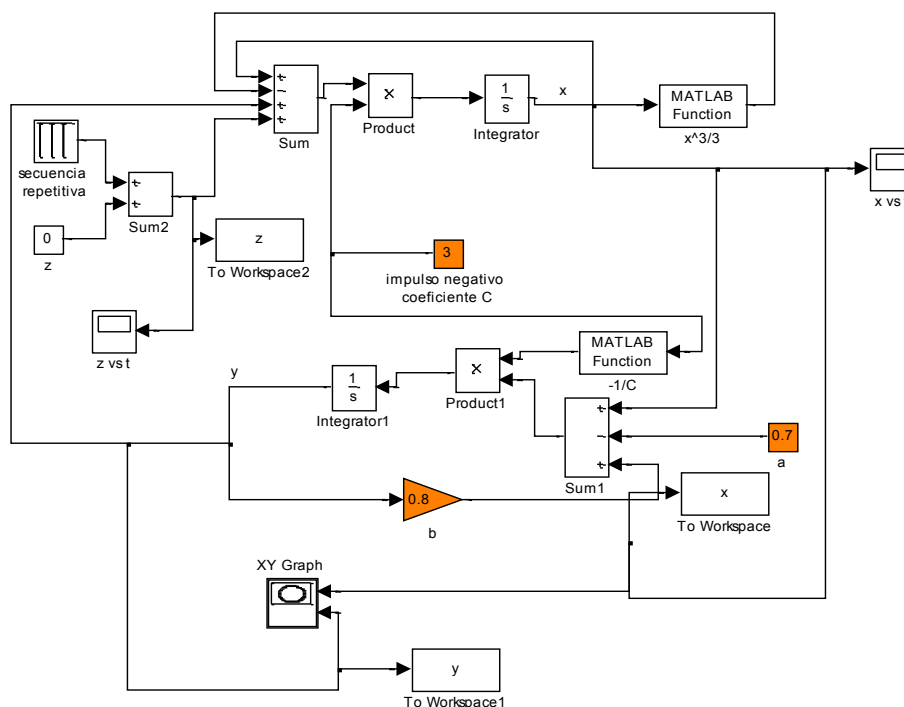 +
−
+
+
Sum
×
Product
1
s
Integrator
x
MATLAB
Function
x^3/3
x vs
secuencia
repetitiva
+
+
Sum2
0
z
z
To Workspace2
z vs t
3
impulso negativo
coeficiente C
MATLAB
Function
-1/C
×
Product1
1
s
Integrator1
y
+
−
+
Sum1
0.7
a
0.8
b
x
To Workspace
XY Graph
y
To Workspace1